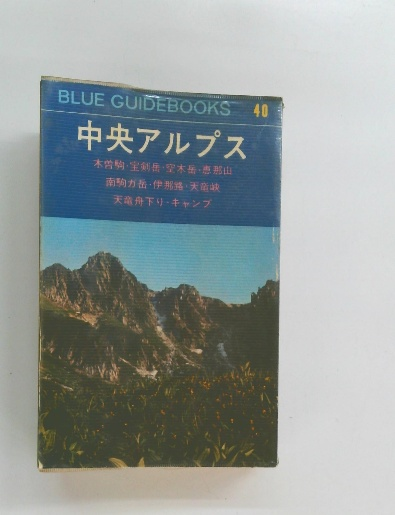 BLUE GUIDEBOOKS 40
中央アルプス
木曽駒·宝剣岳·空木岳·恵那山
南駒ガ岳·伊那路·天竜峡
天竜舟下り·キャンプ